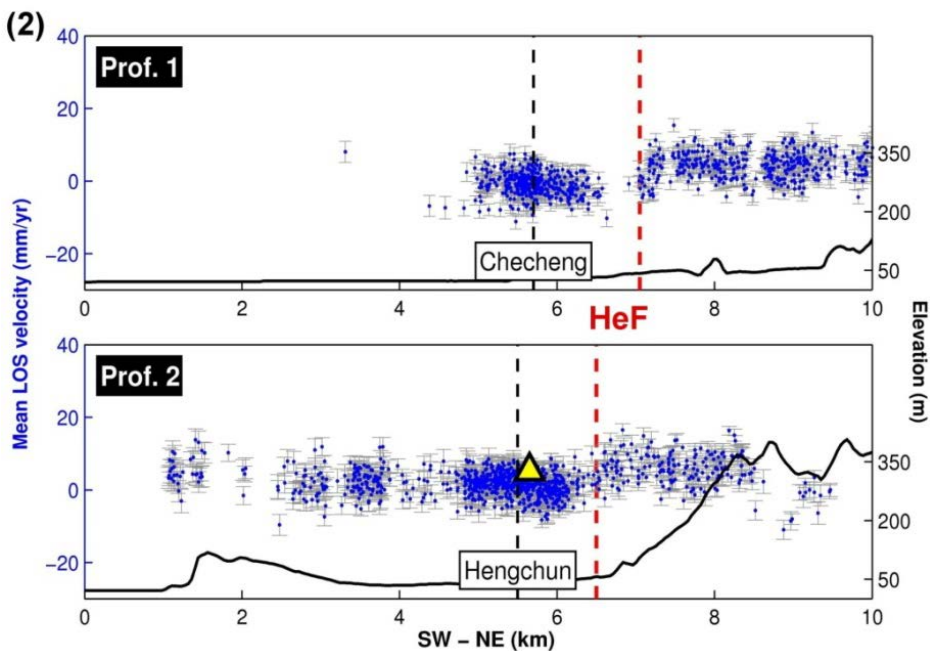 (2)
Prof. 1
40
20
0
−20
350
200
50
Checheng
0 2 4 6 8 10
HeF
Mean LOS velocity (mm/yr)
Elevation (m)
Prof. 2
40
20
0
−20
350
200
50
Hengchun
0 2 4 6 8 10
SW − NE (km)